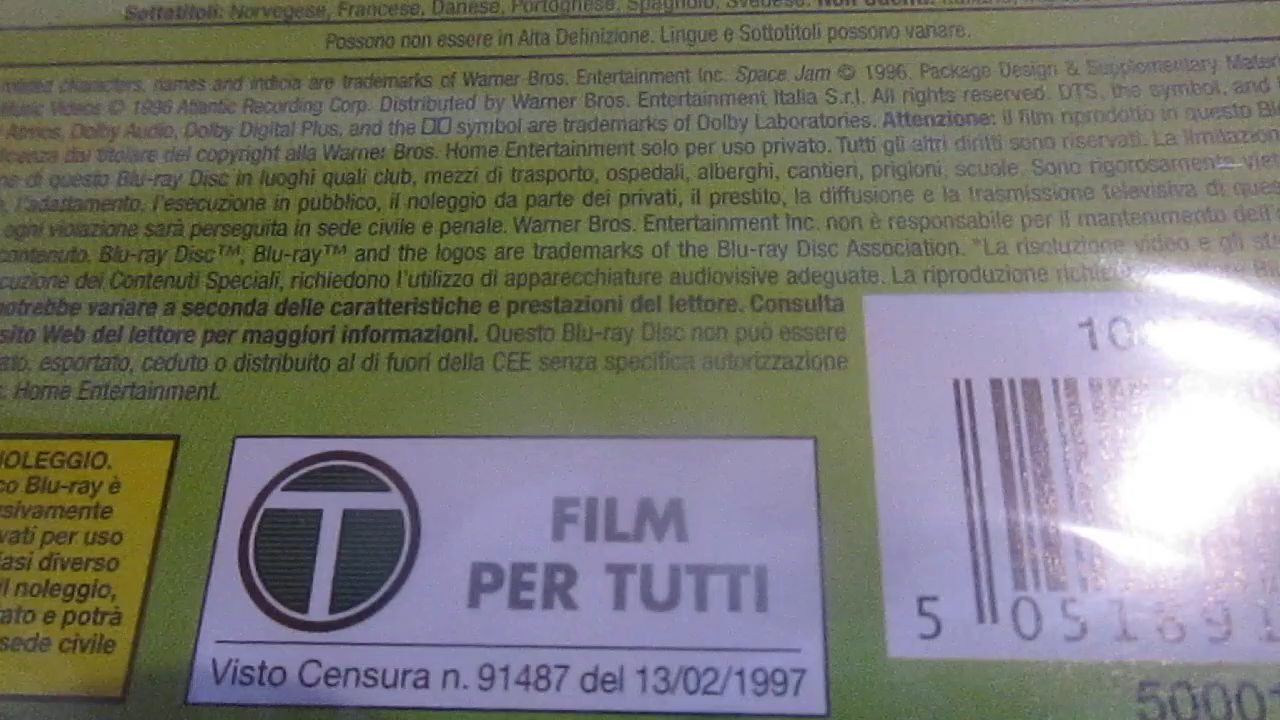 Sottotitoli: Norvegese, Francese, Danese, Portoghese, Spagnolo, Svedese.
Possono non essere in Alta Definizione. Lingue e Sottotitoli possono variare.
characters, names and indicia are trademarks of Warner Bros. Entertainment Inc. Space Jam © 1996. Package Design & Supplementary
Music Videos © 1996 Atlantic Recording Corp. Distributed by Warner Bros. Entertainment Italia S.r.l. All rights reserved. DTS, the symbol, and
Atmos, Dolby Audio, Dolby Digital Plus, and the symbol are trademarks of Dolby Laboratories. Attenzione: il film riprodotto in questo
licenza dal titolare del copyright alla Warner Bros. Home Entertainment solo per uso privato. Tutti gli altri diritti sono riservati. La
di questo Blu-ray Disc in luoghi quali club, mezzi di trasporto, ospedali, alberghi, cantieri, prigioni, scuole. Sono rigorosamente
l'adattamento, l'esecuzione in pubblico, il noleggio da parte dei privati, il prestito, la diffusione e la trasmissione televisiva di
ogni violazione sarà perseguita in sede civile e penale. Warner Bros. Entertainment Inc. non è responsabile per il mantenimento
contenuto. Blu-ray Disc™, Blu-ray™ and the logos are trademarks of the Blu-ray Disc Association. *La risoluzione video e gli
dei Contenuti Speciali, richiedono l'utilizzo di apparecchiature audiovisive adeguate. La riproduzione
potrebbe variare a seconda delle caratteristiche e prestazioni del lettore. Consulta
sito Web del lettore per maggiori informazioni. Questo Blu-ray Disc non può essere
esportato, ceduto o distribuito al di fuori della CEE senza specifica autorizzazione
Home Entertainment.
NOLEGGIO.
Blu-ray è
per uso
diverso
il noleggio,
e potrà
sede civile
T
FILM
PER TUTTI
Visto Censura n. 91487 del 13/02/1997
10
5 051891
5000